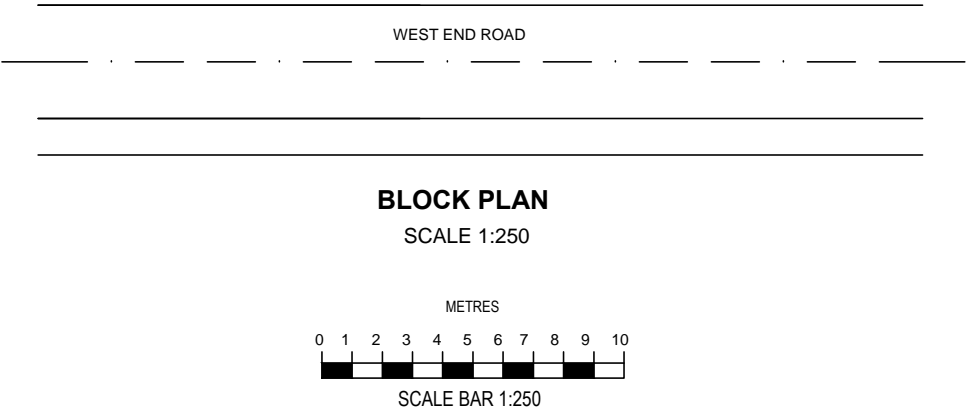 WEST END ROAD
BLOCK PLAN
SCALE 1:250
METRES
0 1 2 3 4 5 6 7 8 9 10
SCALE BAR 1:250